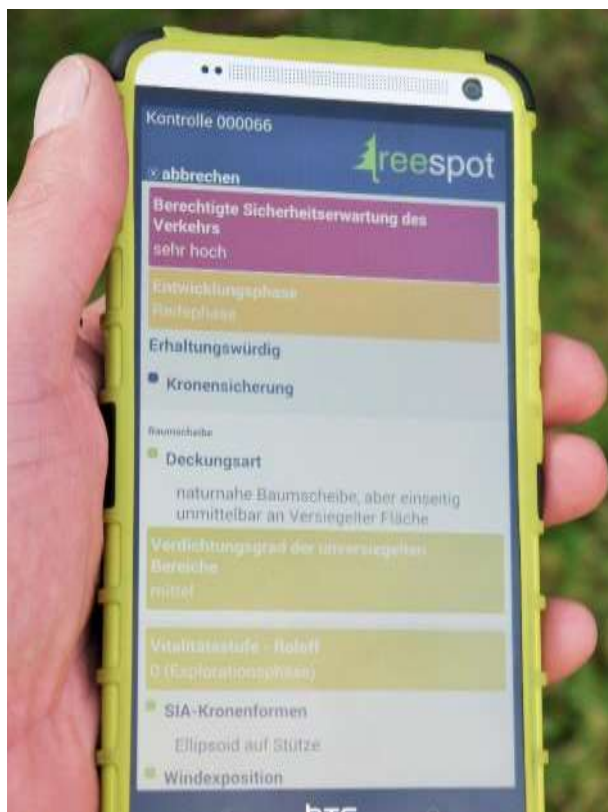 Kontrolle 000066
treespot
abbrechen
Berechtigte Sicherheitserwartung des
Verkehrs
sehr hoch
Entwicklungsphase
Reifephase
Erhaltungswürdig
Kronensicherung
Baumscheibe
Deckungsart
naturnahe Baumscheibe, aber einseitig
unmittelbar an Versiegelter Fläche
Verdichtungsgrad der unversiegelten
Bereiche
mittel
Vitalitätsstufe - Roloff
0 (Explorationsphase)
SIA-Kronenformen
Ellipsoid auf Stütze
Windexposition
hTC